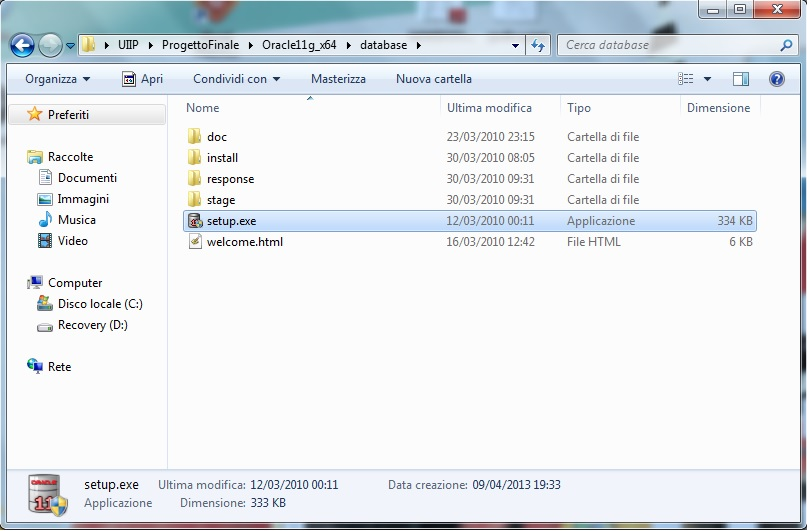 UIIP ▸ ProgettoFinale ▸ Oracle11g_x64 ▸ database ▸
Cerca database
Organizza Apri Condividi con Masterizza Nuova cartella
Nome Ultima modifica Tipo Dimensione
Preferiti
Raccolte
Documenti
Immagini
Musica
Video
Computer
Disco locale (C:)
Recovery (D:)
Rete
doc 23/03/2010 23:15 Cartella di file
install 30/03/2010 08:05 Cartella di file
response 30/03/2010 09:31 Cartella di file
stage 30/03/2010 09:31 Cartella di file
setup.exe 12/03/2010 00:11 Applicazione 334 KB
welcome.html 16/03/2010 12:42 File HTML 6 KB
ORACLE
11
setup.exe Ultima modifica: 12/03/2010 00:11 Data creazione: 09/04/2013 19:33
Applicazione Dimensione: 333 KB